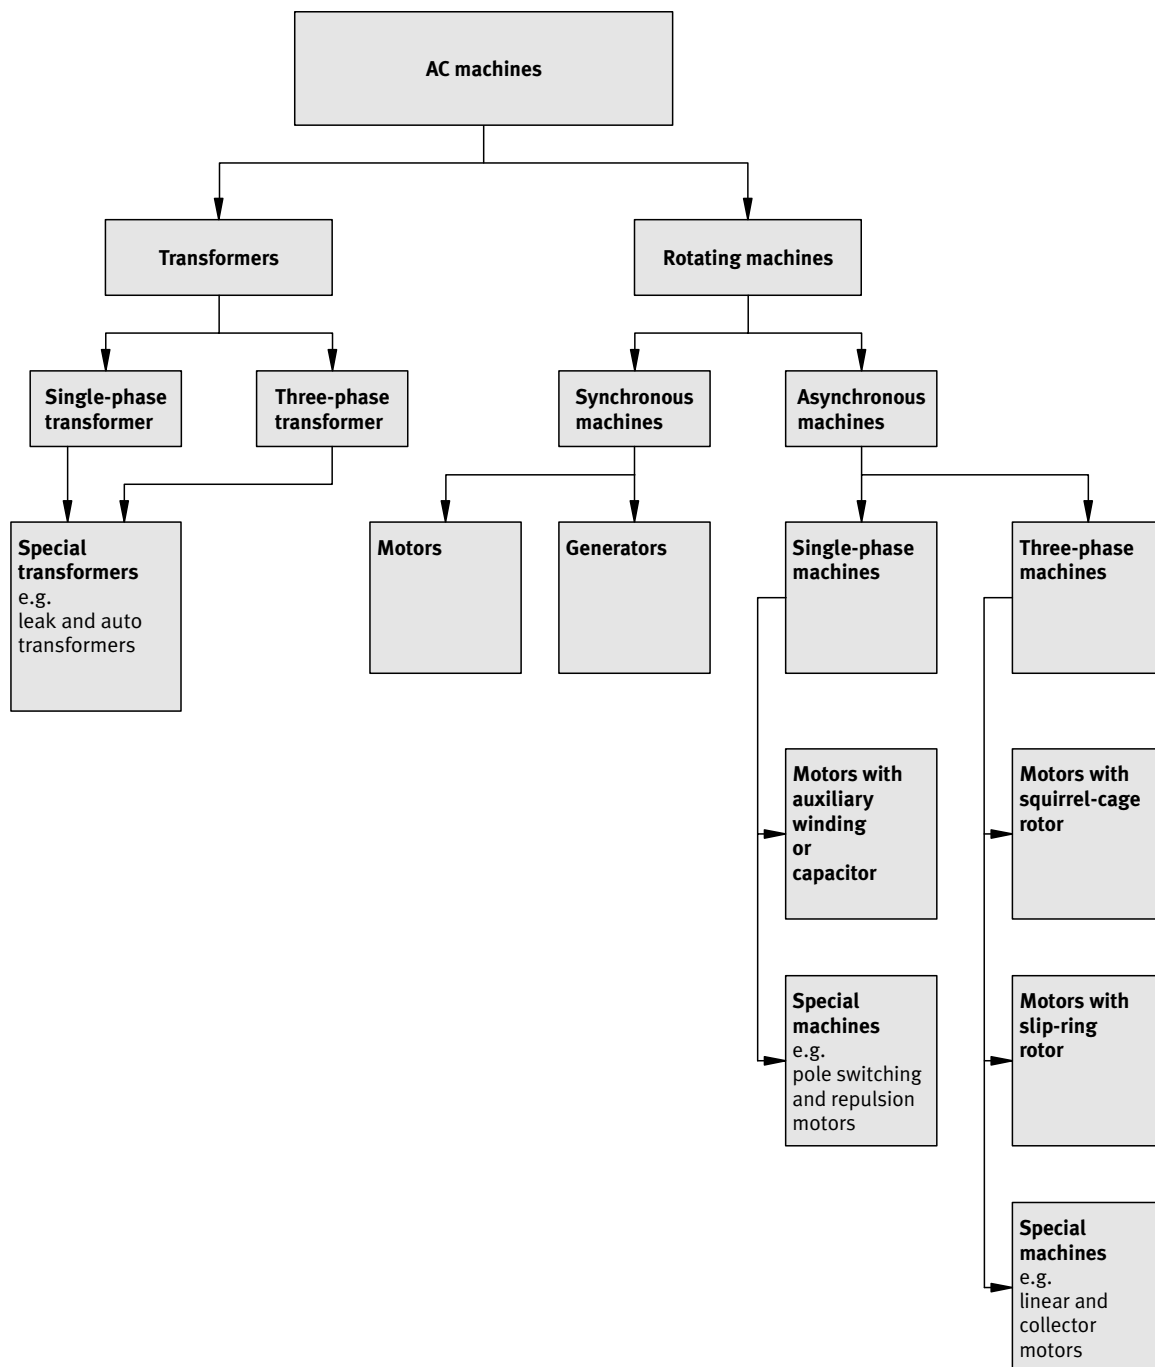 AC machines
Transformers
Rotating machines
Single-phase
transformer
Three-phase
transformer
Synchronous
machines
Asynchronous
machines
Special
transformers
e.g.
leak and auto
transformers
Motors
Generators
Single-phase
machines
Three-phase
machines
Motors with
auxiliary
winding
or
capacitor
Motors with
squirrel-cage
rotor
Special
machines
e.g.
pole switching
and repulsion
motors
Motors with
slip-ring
rotor
Special
machines
e.g.
linear and
collector
motors